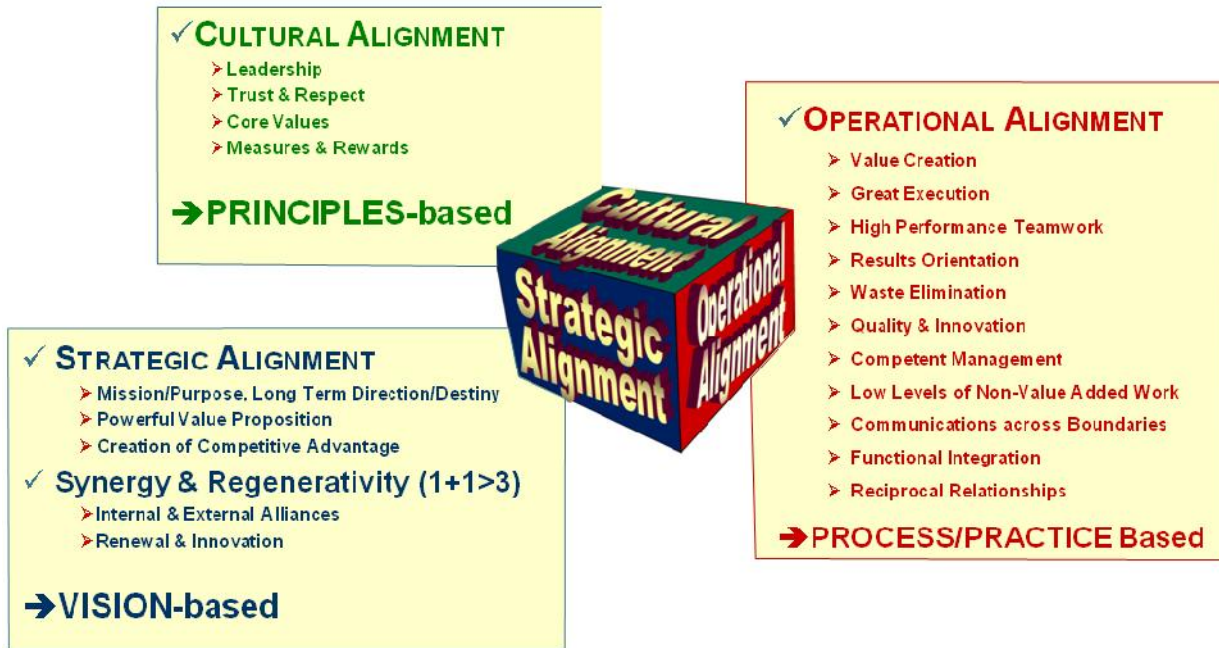 ✓ CULTURAL ALIGNMENT
➢ Leadership
➢ Trust & Respect
➢ Core Values
➢ Measures & Rewards
➔PRINCIPLES-based
✓ OPERATIONAL ALIGNMENT
➢ Value Creation
➢ Great Execution
➢ High Performance Teamwork
➢ Results Orientation
➢ Waste Elimination
➢ Quality & Innovation
➢ Competent Management
➢ Low Levels of Non-Value Added Work
➢ Communications across Boundaries
➢ Functional Integration
➢ Reciprocal Relationships
➔PROCESS/PRACTICE Based
Cultural
Alignment
Strategic
Alignment
Operational
Alignment
✓ STRATEGIC ALIGNMENT
➢ Mission/Purpose, Long Term Direction/Destiny
➢ Powerful Value Proposition
➢ Creation of Competitive Advantage
✓ Synergy & Regenerativity (1+1>3)
➢ Internal & External Alliances
➢ Renewal & Innovation
➔VISION-based